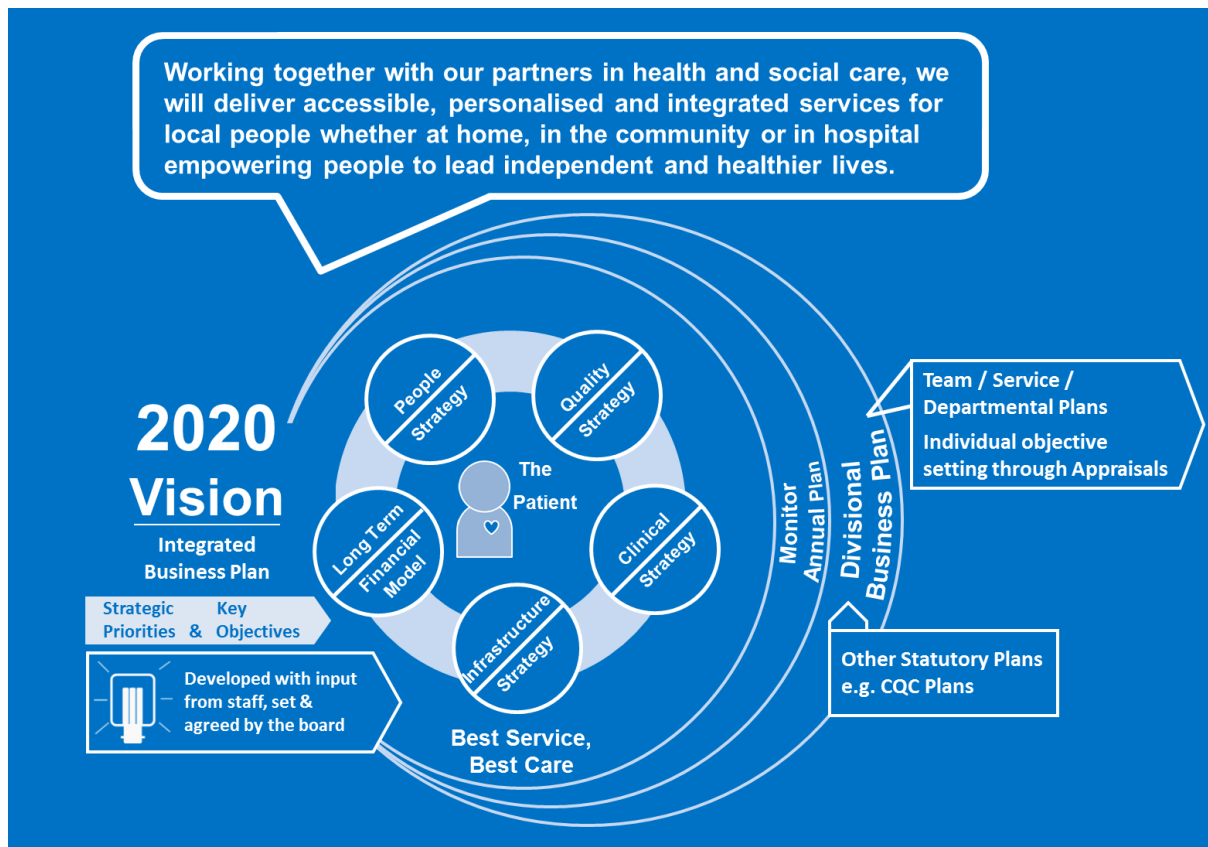 Working together with our partners in health and social care, we
will deliver accessible, personalised and integrated services for
local people whether at home, in the community or in hospital
empowering people to lead independent and healthier lives.
2020
Vision
Integrated
Business Plan
Strategic Key
Priorities & Objectives
Developed with input
from staff, set &
agreed by the board
People
Strategy
Quality
Strategy
The
Patient
Long Term
Financial
Model
Clinical
Strategy
Infrastructure
Strategy
Best Service,
Best Care
Monitor
Annual Plan
Divisional
Business Plan
Team / Service /
Departmental Plans
Individual objective
setting through Appraisals
Other Statutory Plans
e.g. CQC Plans